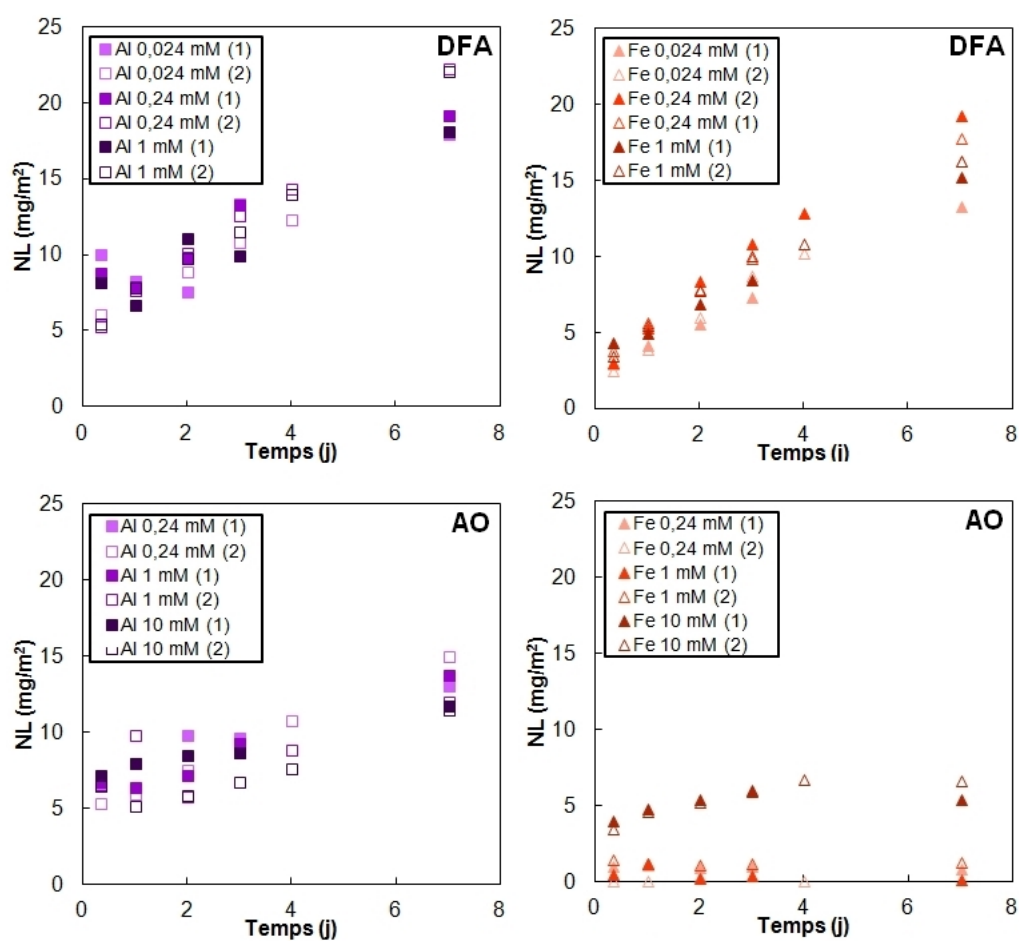 DFA
Al 0,024 mM (1)
Al 0,024 mM (2)
Al 0,24 mM (1)
Al 0,24 mM (2)
Al 1 mM (1)
Al 1 mM (2)
NL (mg/m²)
25
20
15
10
5
0
0 2 4 6 8
Temps (j)
DFA
Fe 0,024 mM (1)
Fe 0,024 mM (2)
Fe 0,24 mM (2)
Fe 0,24 mM (1)
Fe 1 mM (1)
Fe 1 mM (2)
NL (mg/m²)
25
20
15
10
5
0
0 2 4 6 8
Temps (j)
AO
Al 0,24 mM (1)
Al 0,24 mM (2)
Al 1 mM (1)
Al 1 mM (2)
Al 10 mM (1)
Al 10 mM (2)
NL (mg/m²)
25
20
15
10
5
0
0 2 4 6 8
Temps (j)
AO
Fe 0,24 mM (1)
Fe 0,24 mM (2)
Fe 1 mM (1)
Fe 1 mM (2)
Fe 10 mM (1)
Fe 10 mM (2)
NL (mg/m²)
25
20
15
10
5
0
0 2 4 6 8
Temps (j)